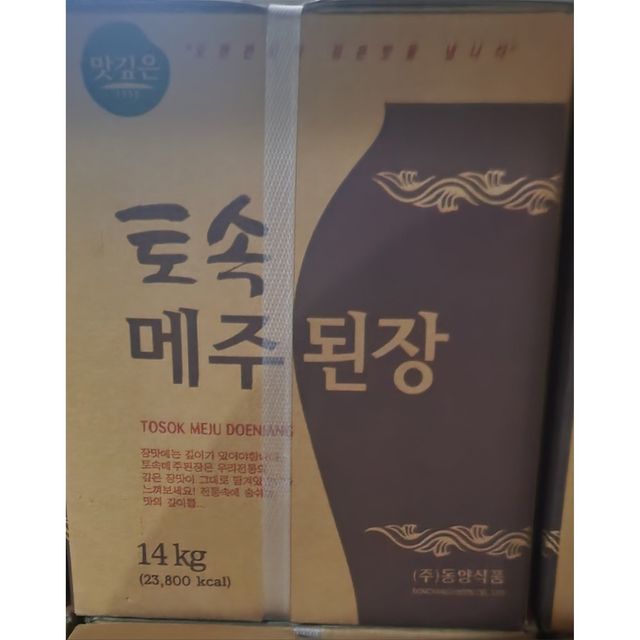 맛깊은
1953
토속
메주 된장
TOSOK MEJU DOENJANG
장맛에는 깊이가 있어야합니다.
토속메주된장은 우리전통의
깊은 장맛이 그대로 담겨있
느껴보세요! 전통속에 숨쉬
맛의 깊이를...
14kg
(23,800 kcal)
(주)동양식품